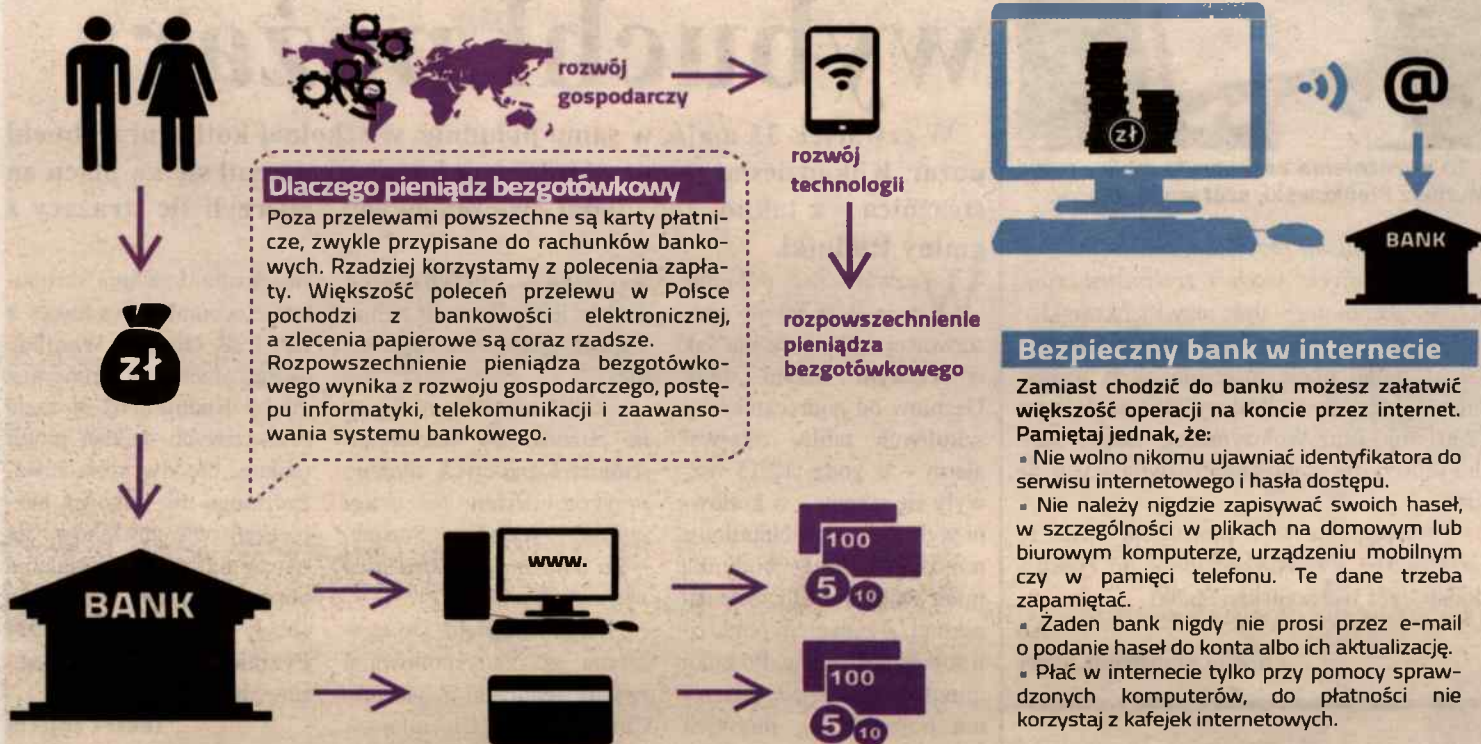 rozwój
gospodarczy
rozwój
technologii
rozpowszechnienie
pieniądza
bezgotówkowego
zł
BANK
Dlaczego pieniądz bezgotówkowy
Poza przelewami powszechne są karty płatni-
cze, zwykle przypisane do rachunków banko-
wych. Rzadziej korzystamy z polecenia zapła-
ty. Większość poleceń przelewu w Polsce
pochodzi z bankowości elektronicznej,
a zlecenia papierowe są coraz rzadsze.
Rozpowszechnienie pieniądza bezgotówko-
wego wynika z rozwoju gospodarczego, postę-
pu informatyki, telekomunikacji i zaawanso-
wania systemu bankowego.
www.
100
5 10
100
5 10
zł
@
BANK
Bezpieczny bank w internecie
Zamiast chodzić do banku możesz załatwić
większość operacji na koncie przez internet.
Pamiętaj jednak, że:
▪ Nie wolno nikomu ujawniać identyfikatora do
serwisu internetowego i hasła dostępu.
▪ Nie należy nigdzie zapisywać swoich haseł,
w szczególności w plikach na domowym lub
biurowym komputerze, urządzeniu mobilnym
czy w pamięci telefonu. Te dane trzeba
zapamiętać.
▪ Żaden bank nigdy nie prosi przez e-mail
o podanie haseł do konta albo ich aktualizację.
▪ Płać w internecie tylko przy pomocy spraw-
dzonych komputerów, do płatności nie
korzystaj z kafejek internetowych.